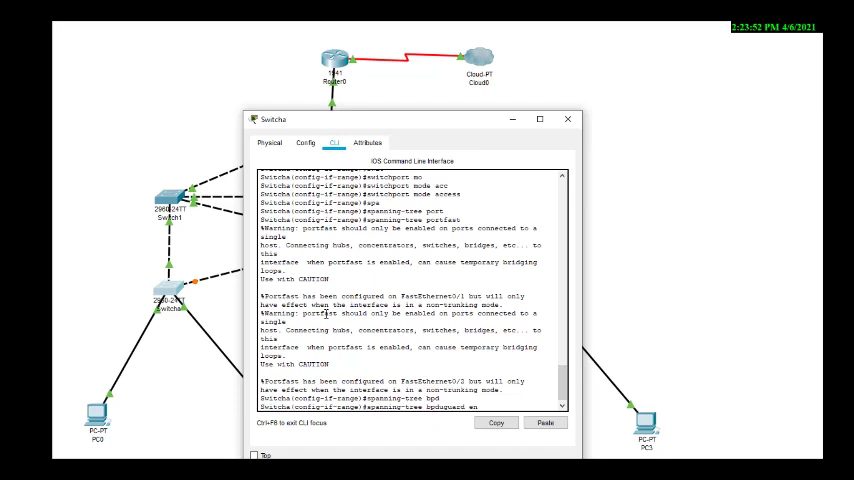 2:23:52 PM 4/6/2021
1941
Router0
Cloud-PT
Cloud0
Switcha
Physical
Config
CLI
Attributes
IOS Command Line Interface
Switcha(config-if-range)#switchport mo
Switcha(config-if-range)#switchport mode acc
Switcha(config-if-range)#switchport mode access
Switcha(config-if-range)#spa
Switcha(config-if-range)#spanning-tree port
Switcha(config-if-range)#spanning-tree portfast
%Warning: portfast should only be enabled on ports connected to a
single
host. Connecting hubs, concentrators, switches, bridges, etc... to
this
interface when portfast is enabled, can cause temporary bridging
loops.
Use with CAUTION
%Portfast has been configured on FastEthernet0/1 but will only
have effect when the interface is in a non-trunking mode.
%Warning: portfast should only be enabled on ports connected to a
single
host. Connecting hubs, concentrators, switches, bridges, etc... to
this
interface when portfast is enabled, can cause temporary bridging
loops.
Use with CAUTION
%Portfast has been configured on FastEthernet0/2 but will only
have effect when the interface is in a non-trunking mode.
Switcha(config-if-range)#spanning-tree bpd
Switcha(config-if-range)#spanning-tree bpduguard en
Ctrl+F6 to exit CLI focus
Copy
Paste
Top
2960-24TT
Switch1
2960-24TT
Switcha
PC-PT
PC0
PC-PT
PC3